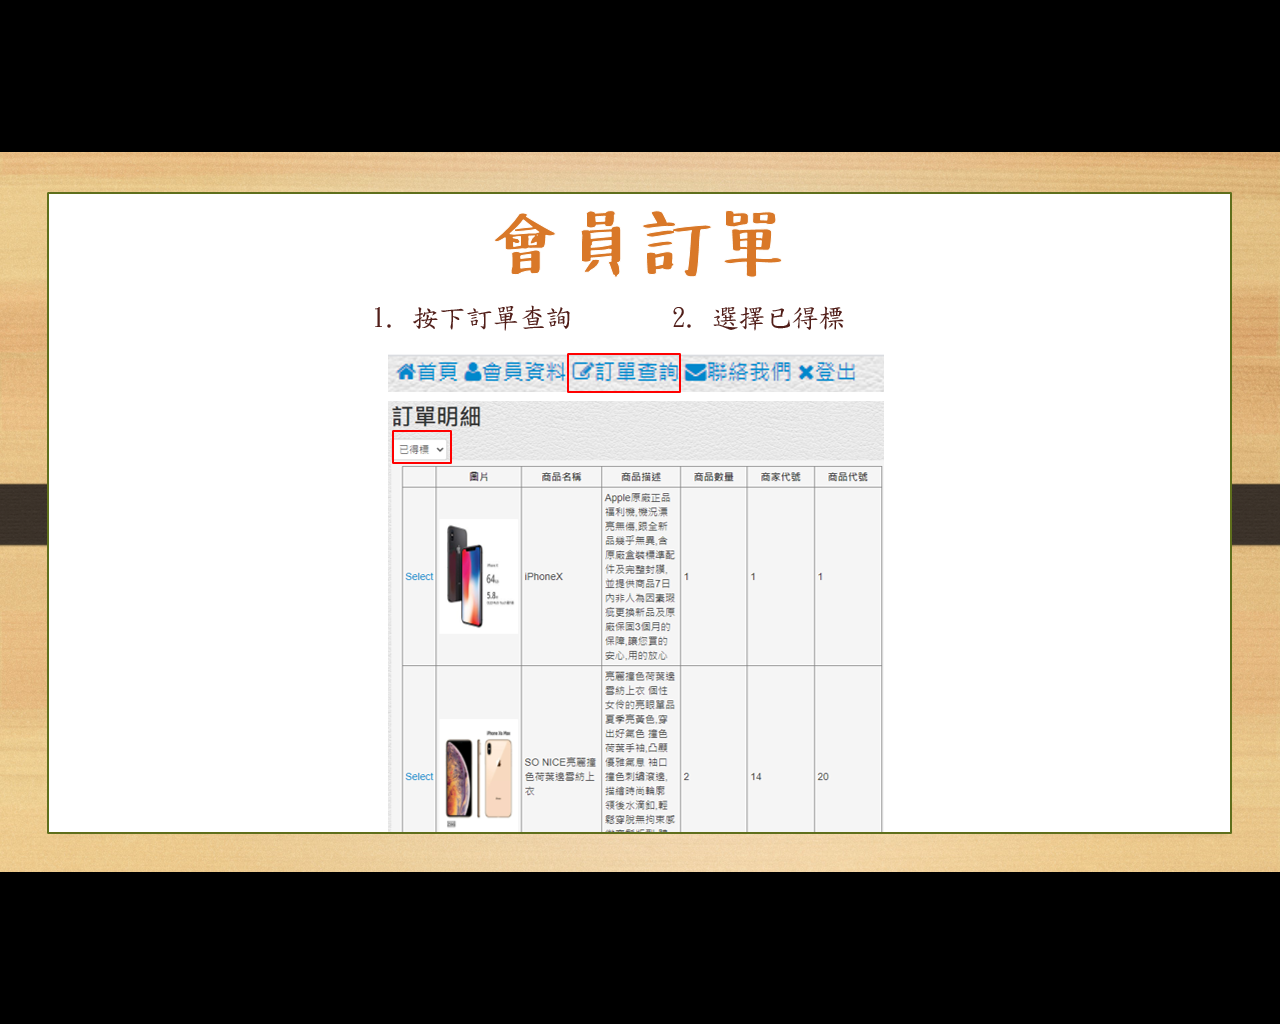 會員訂單
1. 按下訂單查詢
2. 選擇已得標
首頁 會員資料 訂單查詢 聯絡我們 登出
訂單明細
已得標
圖片 商品名稱 商品描述 商品數量 商家代號 商品代號
Select
iPhone X
64
5.8
iPhoneX
Apple原廠正品
福利機,機況漂
亮無傷,跟全新
品幾乎無異,含
原廠盒裝標準配
件及完整封膜,
並提供商品7日
內非人為因素瑕
疵更換新品及原
廠保固3個月的
保障,讓您買的
安心,用的放心
1
1
1
Select
iPhone Xs Max
SO NICE亮麗撞
色荷葉邊雪紡上
衣
亮麗撞色荷葉邊
雪紡上衣 個性
女伶的亮眼單品
夏季亮黃色,穿
出好氣色 撞色
荷葉手袖,凸顯
優雅氣息 袖口
撞色刺繡滾邊,
描繪時尚輪廓
領後水滴釦,輕
鬆穿脫無拘束感
2
14
20